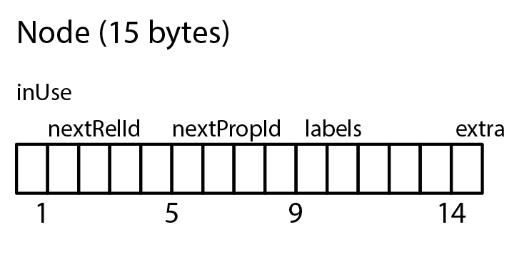 Node (15 bytes)
inUse
nextRelId nextPropId labels extra
1 5 9 14